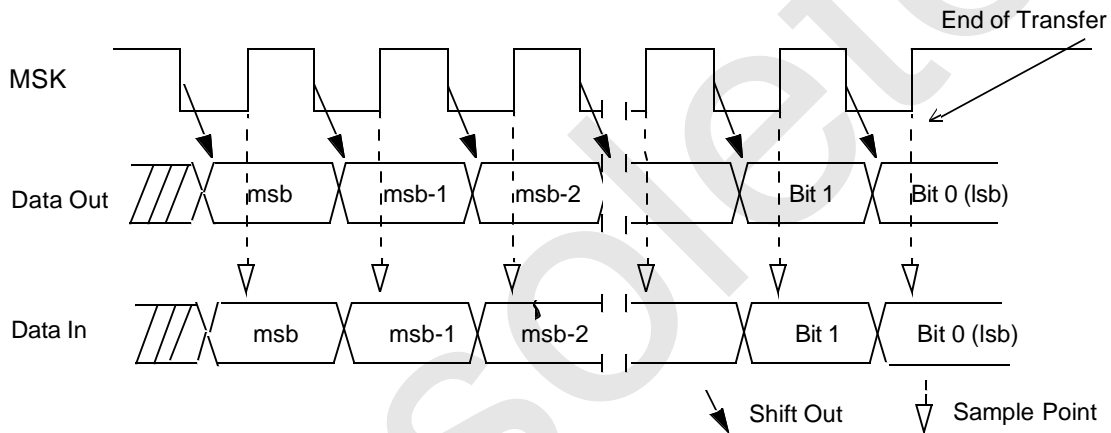 End of Transfer
MSK
Data Out
msb
msb-1
msb-2
Bit 1
Bit 0 (lsb)
Data In
msb
msb-1
msb-2
Bit 1
Bit 0 (lsb)
Shift Out
Sample Point